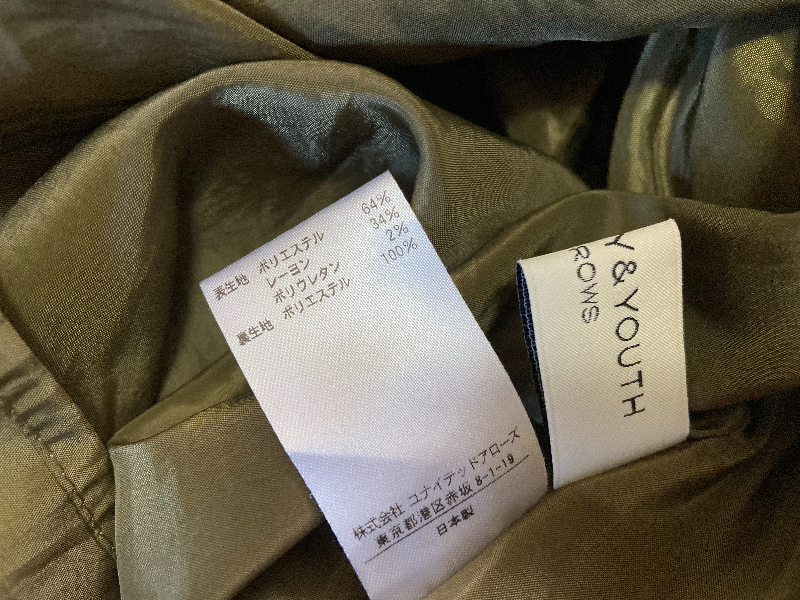 表生地 ポリエステル 64%
レーヨン 34%
ポリウレタン 2%
裏生地 ポリエステル 100%
株式会社 ユナイテッドアローズ
東京都港区赤坂 8-1-19
日本製
Y & YOUTH
ROWS